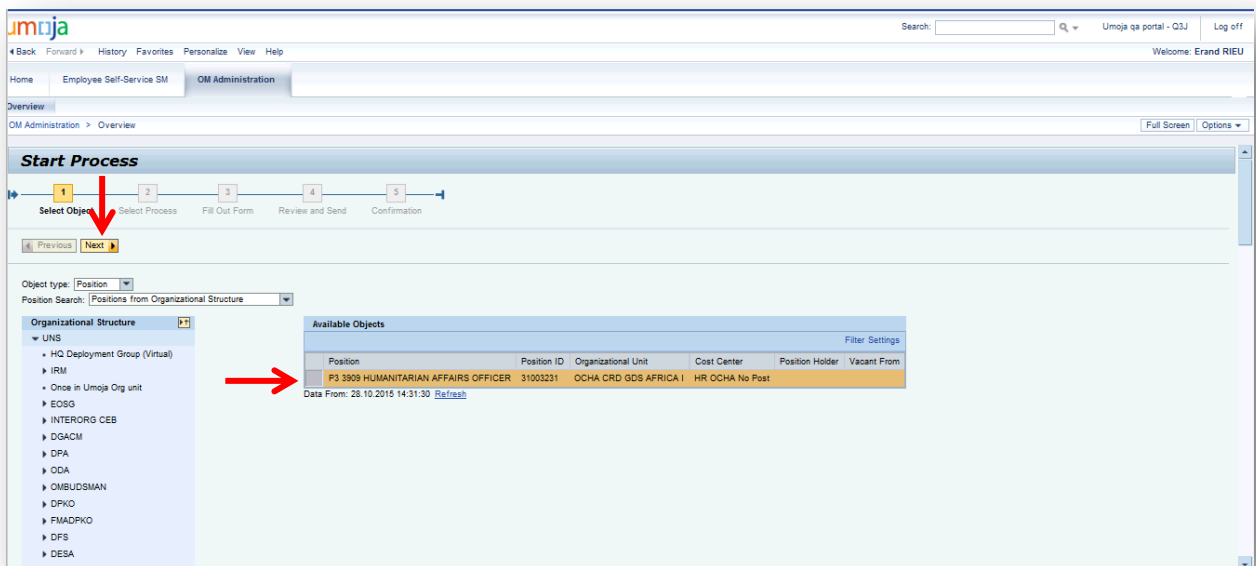 umoja
Search: Umoja qa portal - Q3J Log off
Back Forward History Favorites Personalize View Help Welcome: Erand RIEU
Home Employee Self-Service SM OM Administration
Overview
OM Administration > Overview Full Screen Options
Start Process
1 2 3 4 5
Select Object Select Process Fill Out Form Review and Send Confirmation
Previous Next
Object type: Position
Position Search: Positions from Organizational Structure
Organizational Structure Available Objects
UNS Filter Settings
• HQ Deployment Group (Virtual) Position Position ID Organizational Unit Cost Center Position Holder Vacant From
IRM P3 3909 HUMANITARIAN AFFAIRS OFFICER 31003231 OCHA CRD GDS AFRICA I HR OCHA No Post
• Once in Umoja Org unit Data From: 28.10.2015 14:31:30 Refresh
EOSG
INTERORG CEB
DGACM
DPA
ODA
OMBUDSMAN
DPKO
FMADPKO
DFS
DESA